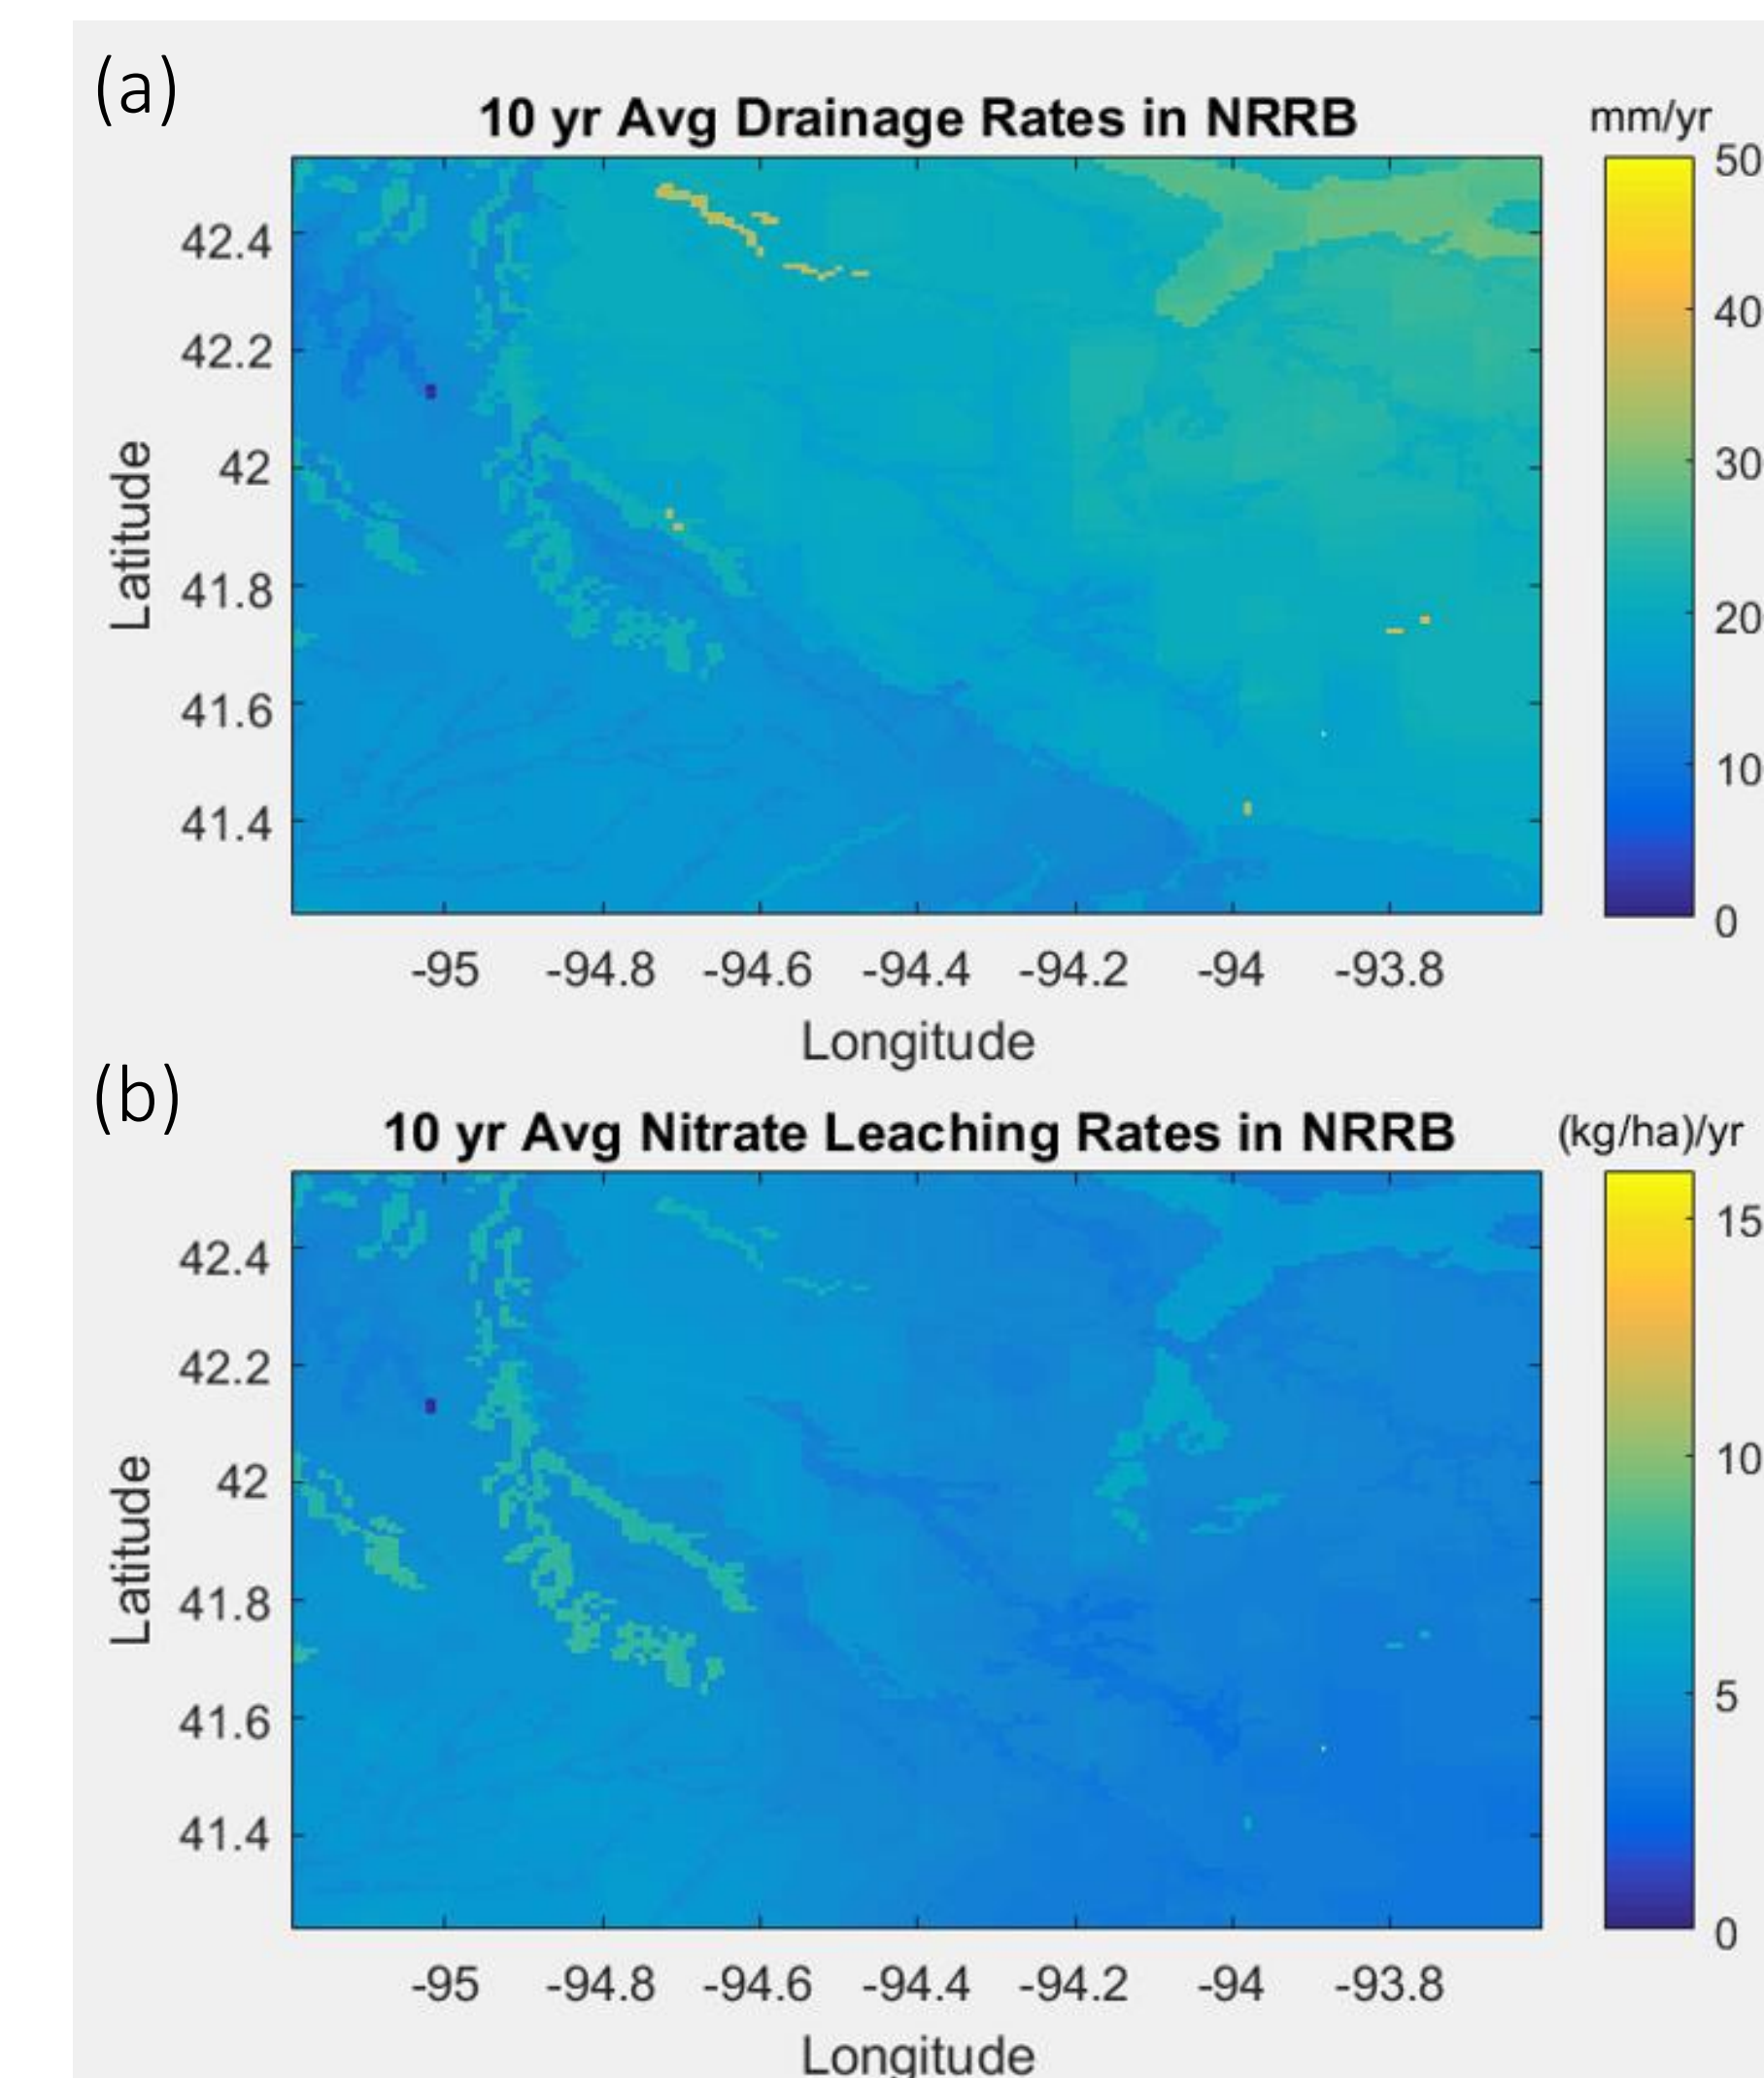 (a)
10 yr Avg Drainage Rates in NRRB
mm/yr
50
40
30
20
10
0
42.4
42.2
42
41.8
41.6
41.4
Latitude
-95 -94.8 -94.6 -94.4 -94.2 -94 -93.8
Longitude
(b)
10 yr Avg Nitrate Leaching Rates in NRRB
(kg/ha)/yr
15
10
5
0
42.4
42.2
42
41.8
41.6
41.4
Latitude
-95 -94.8 -94.6 -94.4 -94.2 -94 -93.8
Longitude